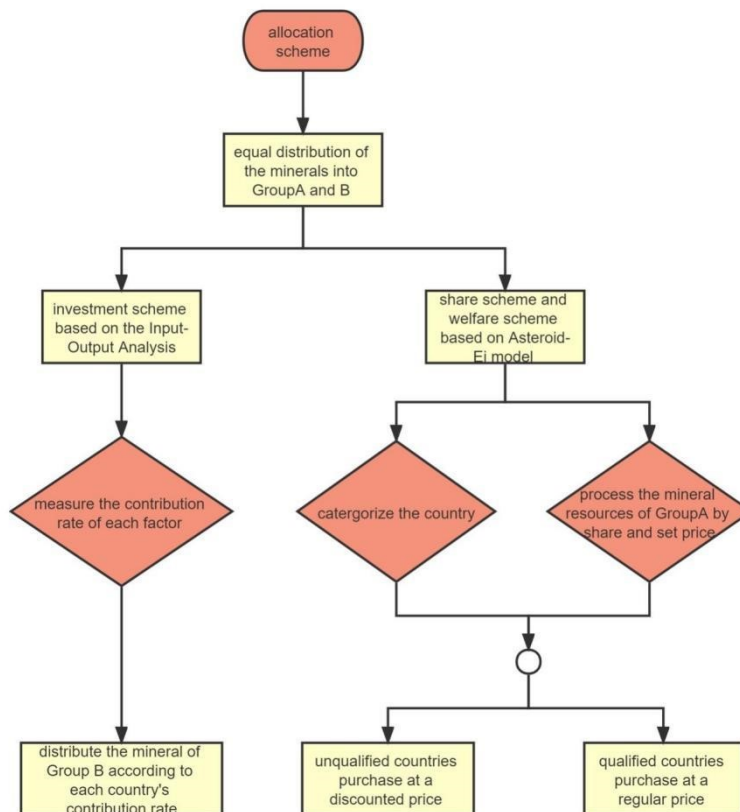 allocation
scheme
equal distribution of
the minerals into
GroupA and B
investment scheme
based on the Input-
Output Analysis
share scheme and
welfare scheme
based on Asteroid-
Ei model
measure the contribution
rate of each factor
catergorize the country
process the mineral
resources of GroupA by
share and set price
distribute the mineral of
Group B according to
each country's
contribution rate
unqualified countries
purchase at a
discounted price
qualified countries
purchase at a
regular price